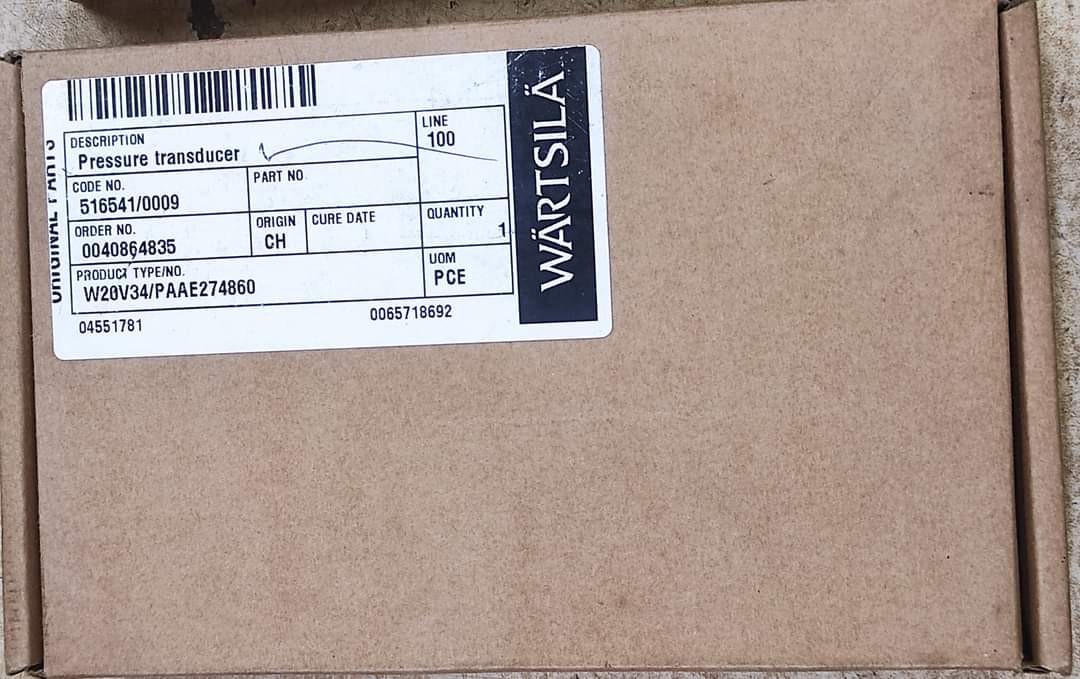 ORIGINAL PARTS
DESCRIPTION
Pressure transducer
LINE
100
CODE NO.
516541/0009
PART NO
ORDER NO.
0040864835
ORIGIN
CH
CURE DATE
QUANTITY
1
PRODUCT TYPE/NO.
W20V34/PAAE274860
UOM
PCE
04551781
0065718692
WÄRTSILÄ